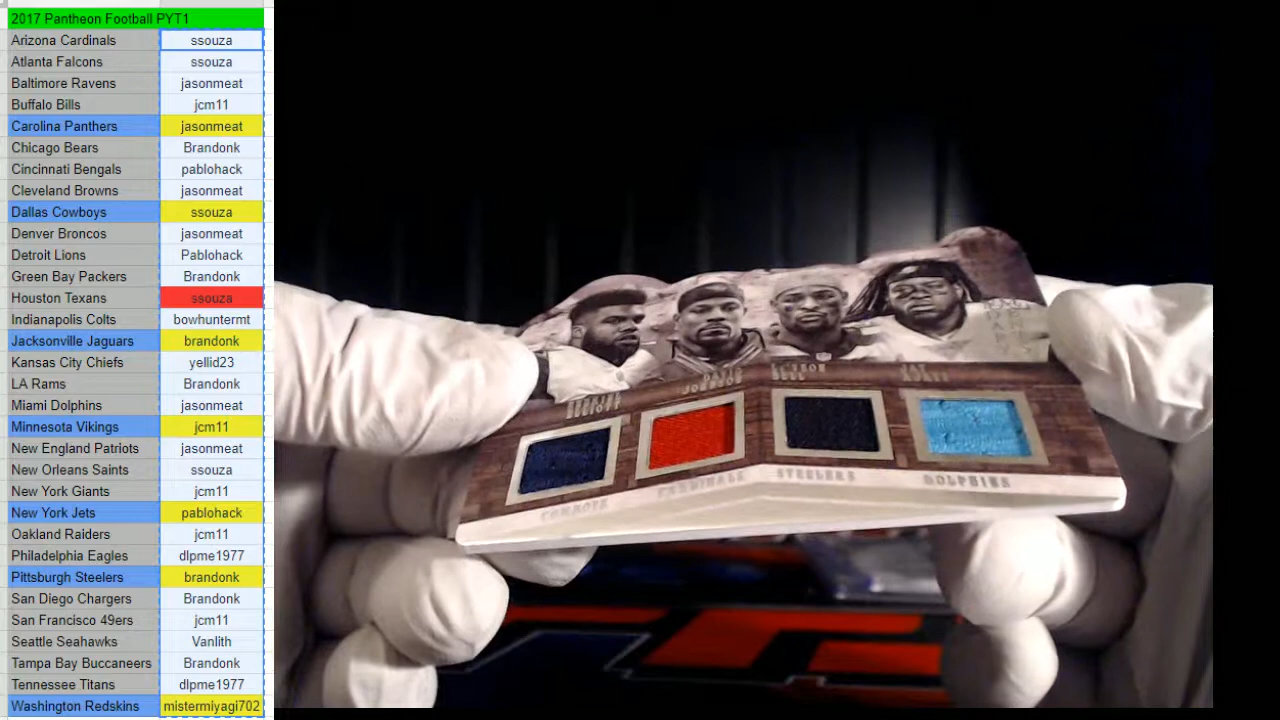 2017 Pantheon Football PYT1
Arizona Cardinals ssouza
Atlanta Falcons ssouza
Baltimore Ravens jasonmeat
Buffalo Bills jcm11
Carolina Panthers jasonmeat
Chicago Bears Brandonk
Cincinnati Bengals pablohack
Cleveland Browns jasonmeat
Dallas Cowboys ssouza
Denver Broncos jasonmeat
Detroit Lions Pablohack
Green Bay Packers Brandonk
Houston Texans ssouza
Indianapolis Colts bowhuntermt
Jacksonville Jaguars brandonk
Kansas City Chiefs yellid23
LA Rams Brandonk
Miami Dolphins jasonmeat
Minnesota Vikings jcm11
New England Patriots jasonmeat
New Orleans Saints ssouza
New York Giants jcm11
New York Jets pablohack
Oakland Raiders jcm11
Philadelphia Eagles dlpme1977
Pittsburgh Steelers brandonk
San Diego Chargers Brandonk
San Francisco 49ers jcm11
Seattle Seahawks Vanlith
Tampa Bay Buccaneers Brandonk
Tennessee Titans dlpme1977
Washington Redskins mistermiyagi702
COWBOYS CARDINALS STEELERS DOLPHINS